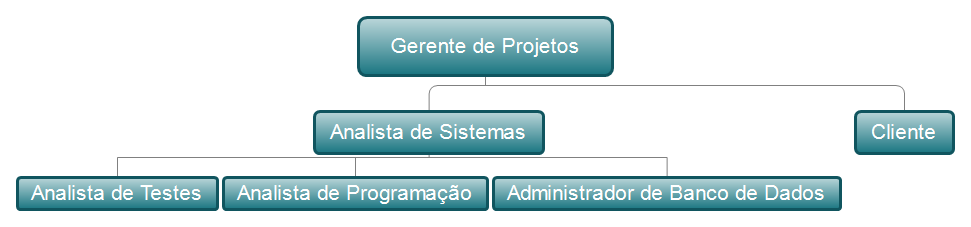 Gerente de Projetos
Analista de Sistemas
Cliente
Analista de Testes
Analista de Programação
Administrador de Banco de Dados